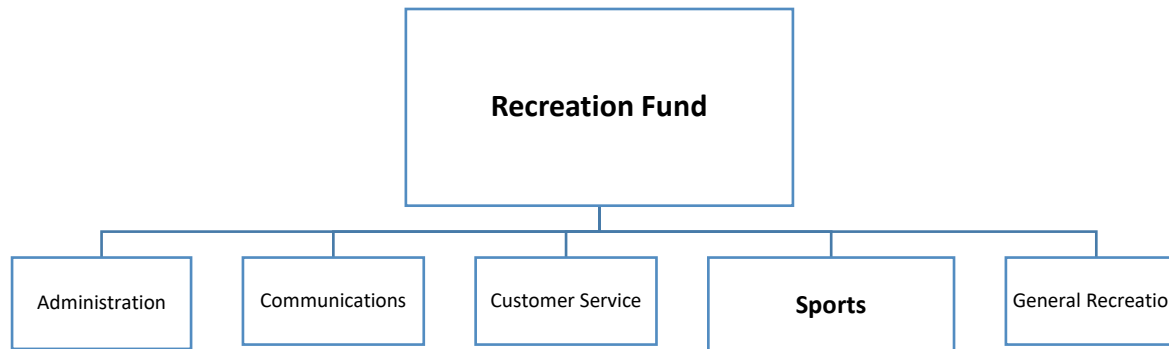 Recreation Fund
Administration
Communications
Customer Service
Sports
General Recreatio